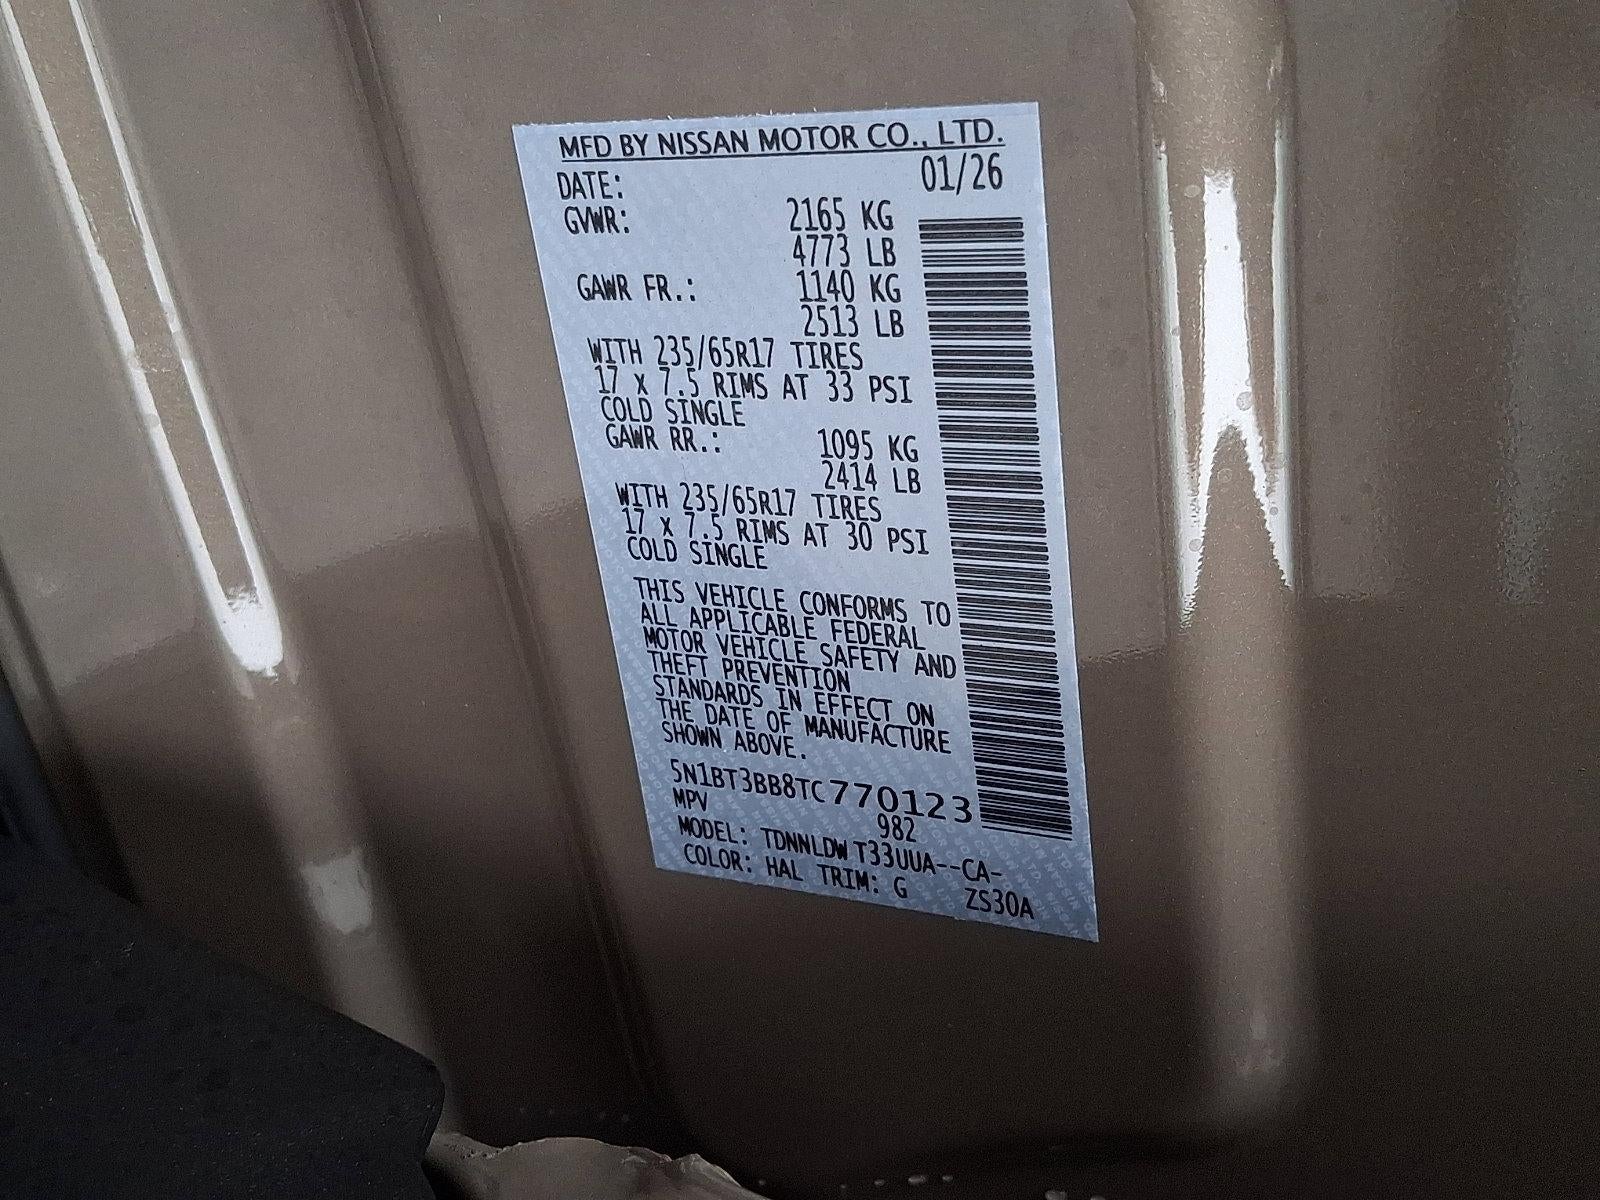 MFD BY NISSAN MOTOR CO., LTD.
DATE: 01/26
GVWR: 2165 KG
4773 LB
GAWR FR.: 1140 KG
2513 LB
WITH 235/65R17 TIRES
17 X 7.5 RIMS AT 33 PSI
COLD SINGLE
GAWR RR.: 1095 KG
2414 LB
WITH 235/65R17 TIRES
17 X 7.5 RIMS AT 30 PSI
COLD SINGLE
THIS VEHICLE CONFORMS TO
ALL APPLICABLE FEDERAL
MOTOR VEHICLE SAFETY AND
THEFT PREVENTION
STANDARDS IN EFFECT ON
THE DATE OF MANUFACTURE
SHOWN ABOVE.
5N1BT3BB8TC770123
MPV 982
MODEL: TDNNLDW T33UUA--CA-
COLOR: HAL TRIM: G ZS30A